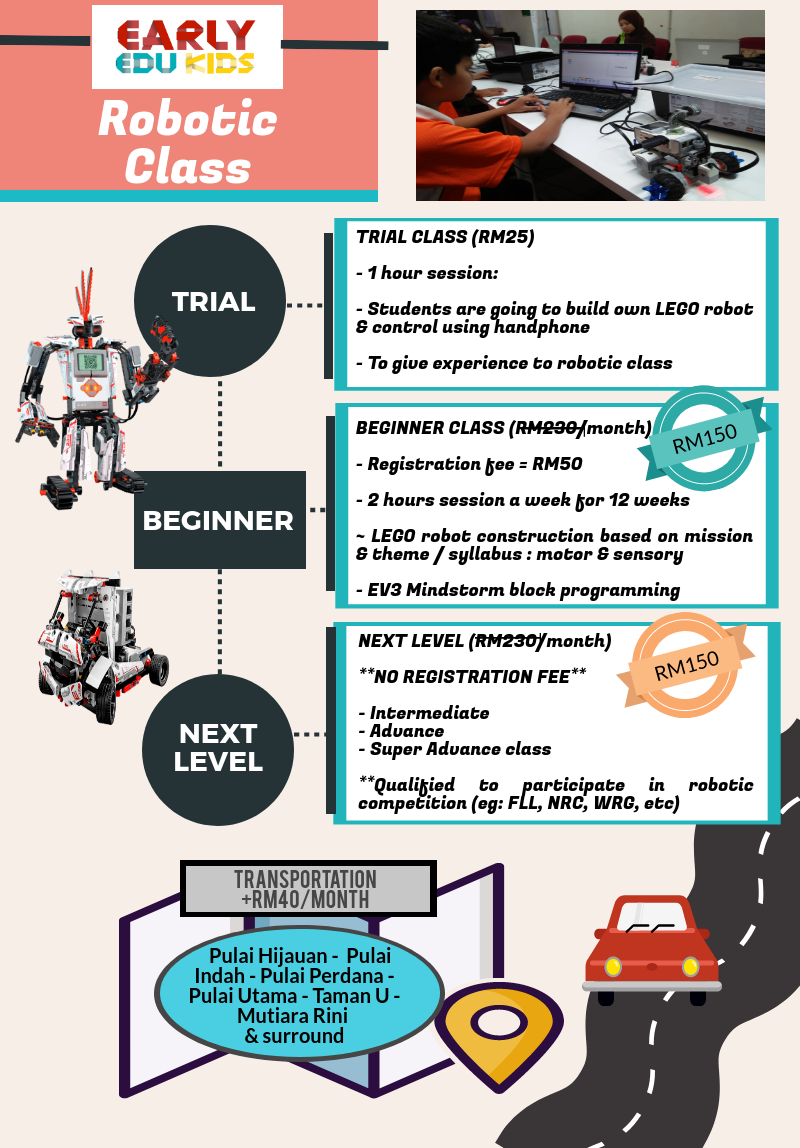 EARLY
EDU KIDS
Robotic
Class
TRIAL
TRIAL CLASS (RM25)
- 1 hour session:
- Students are going to build own LEGO robot
& control using handphone
- To give experience to robotic class
BEGINNER
BEGINNER CLASS (RM230/month)
RM150
- Registration fee = RM50
- 2 hours session a week for 12 weeks
~ LEGO robot construction based on mission
& theme / syllabus : motor & sensory
- EV3 Mindstorm block programming
NEXT
LEVEL
NEXT LEVEL (RM230/month)
RM150
**NO REGISTRATION FEE**
- Intermediate
- Advance
- Super Advance class
**Qualified to participate in robotic
competition (eg: FLL, NRC, WRG, etc)
TRANSPORTATION
+RM40/MONTH
Pulai Hijauan - Pulai
Indah - Pulai Perdana -
Pulai Utama - Taman U -
Mutiara Rini
& surround